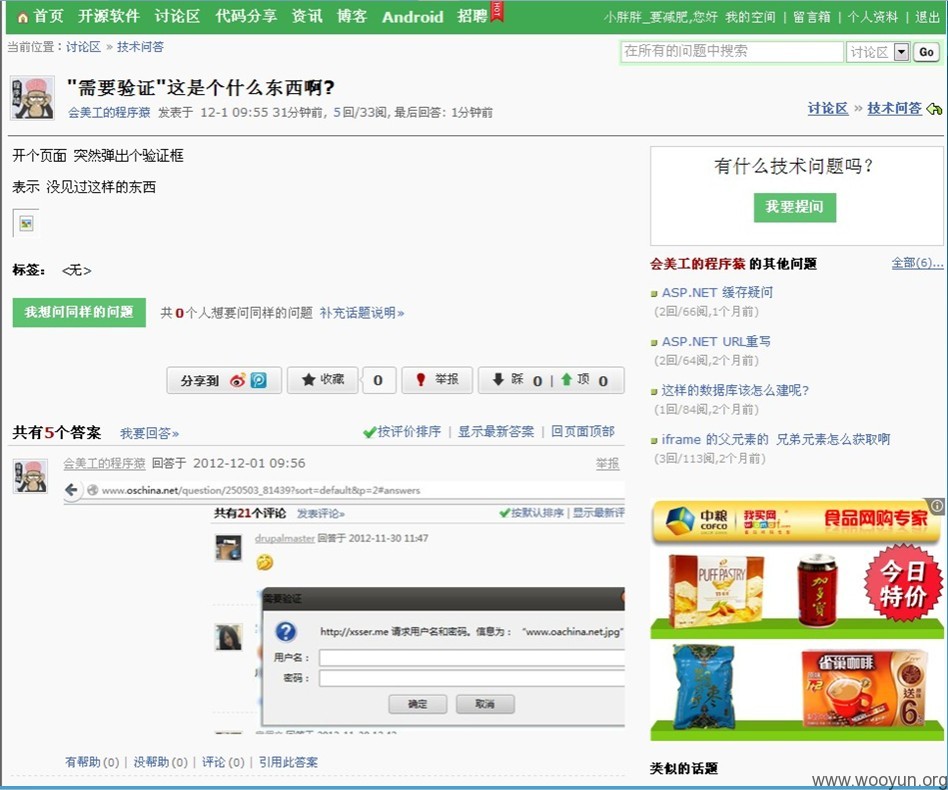 首页 开源软件 讨论区 代码分享 资讯 博客 Android 招聘 HOT 小胖胖_要减肥,您好 我的空间 | 留言箱 | 个人资料 | 退出
当前位置：讨论区 » 技术问答 在所有的问题中搜索 讨论区 Go
"需要验证"这是个什么东西啊?
会美工的程序猿 发表于 12-1 09:55 31分钟前, 5回/33阅, 最后回答: 1分钟前
讨论区 » 技术问答
开个页面 突然弹出个验证框
表示 没见过这样的东西
标签： <无>
我想问同样的问题 共 0 个人想要问同样的问题 补充话题说明»
分享到 收藏 0 举报 踩 0 | 顶 0
共有5个答案 我要回答» 按评价排序 | 显示最新答案 | 回页面顶部
会美工的程序猿 回答于 2012-12-01 09:56 举报
www.oschina.net/question/250503_81439?sort=default&p=2#answers
共有21个评论 发表评论» 按默认排序 | 显示最新评
drupalmaster 回答于 2012-11-30 11:47
需要验证
http://xsser.me 请求用户名和密码。信息为： "www.oachina.net.jpg"
用户名：
密码：
确定 取消
有帮助(0) | 没帮助(0) | 评论(0) | 引用此答案
有什么技术问题吗?
我要提问
会美工的程序猿 的其他问题 全部(6)...
ASP.NET 缓存疑问
(2回/66阅,1个月前)
ASP.NET URL重写
(2回/64阅,2个月前)
这样的数据库该怎么建呢?
(1回/84阅,2个月前)
iframe 的父元素的 兄弟元素怎么获取啊
(3回/113阅,2个月前)
中粮 COFCO 我买网 食品网购专家
PUFF PASTRY 加多宝 今日特价
雀巢咖啡 1+2 送 6
类似的话题
www.wooyun.org